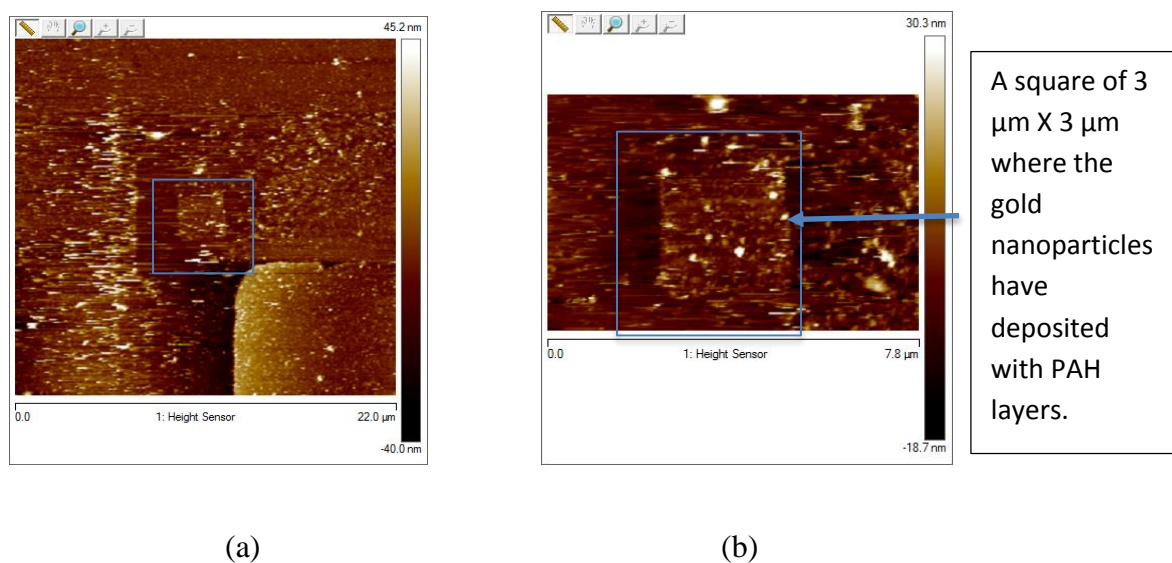 45.2 nm
0.0
1: Height Sensor
22.0 µm
-40.0 nm
(a)
30.3 nm
0.0
1: Height Sensor
7.8 µm
-18.7 nm
(b)
A square of 3
µm X 3 µm
where the
gold
nanoparticles
have
deposited
with PAH
layers.